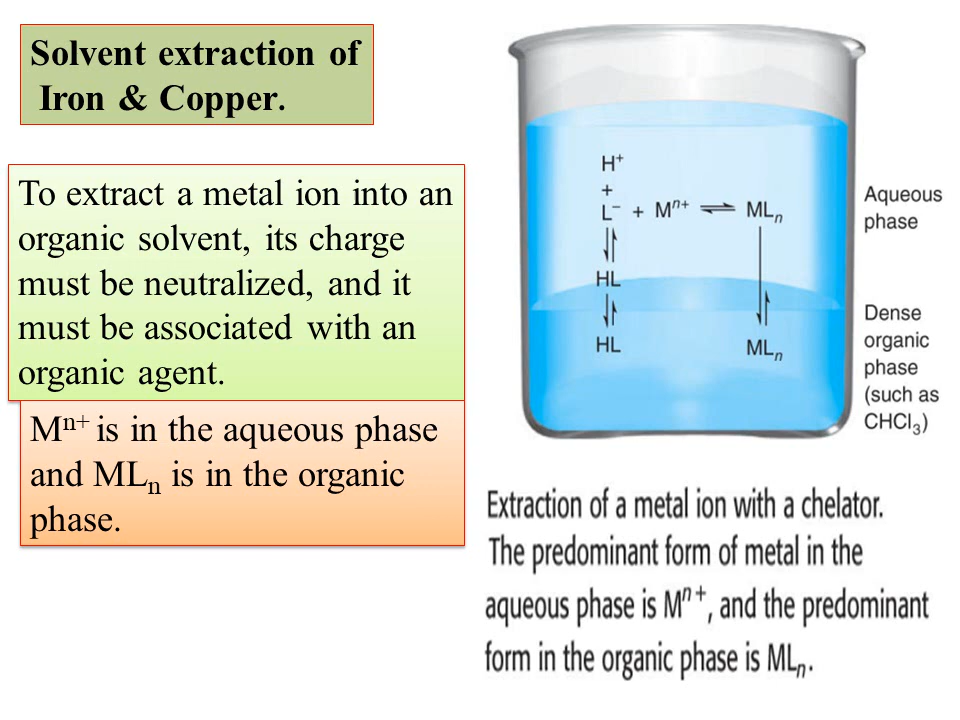 Solvent extraction of
Iron & Copper.
To extract a metal ion into an
organic solvent, its charge
must be neutralized, and it
must be associated with an
organic agent.
Mⁿ⁺ is in the aqueous phase
and MLₙ is in the organic
phase.
H⁺
+
L⁻ + Mⁿ⁺ ⇌ MLₙ
⇃↾
HL
⇃↾
HL
MLₙ
Aqueous
phase
Dense
organic
phase
(such as
CHCl₃)
Extraction of a metal ion with a chelator.
The predominant form of metal in the
aqueous phase is Mⁿ⁺, and the predominant
form in the organic phase is MLₙ.